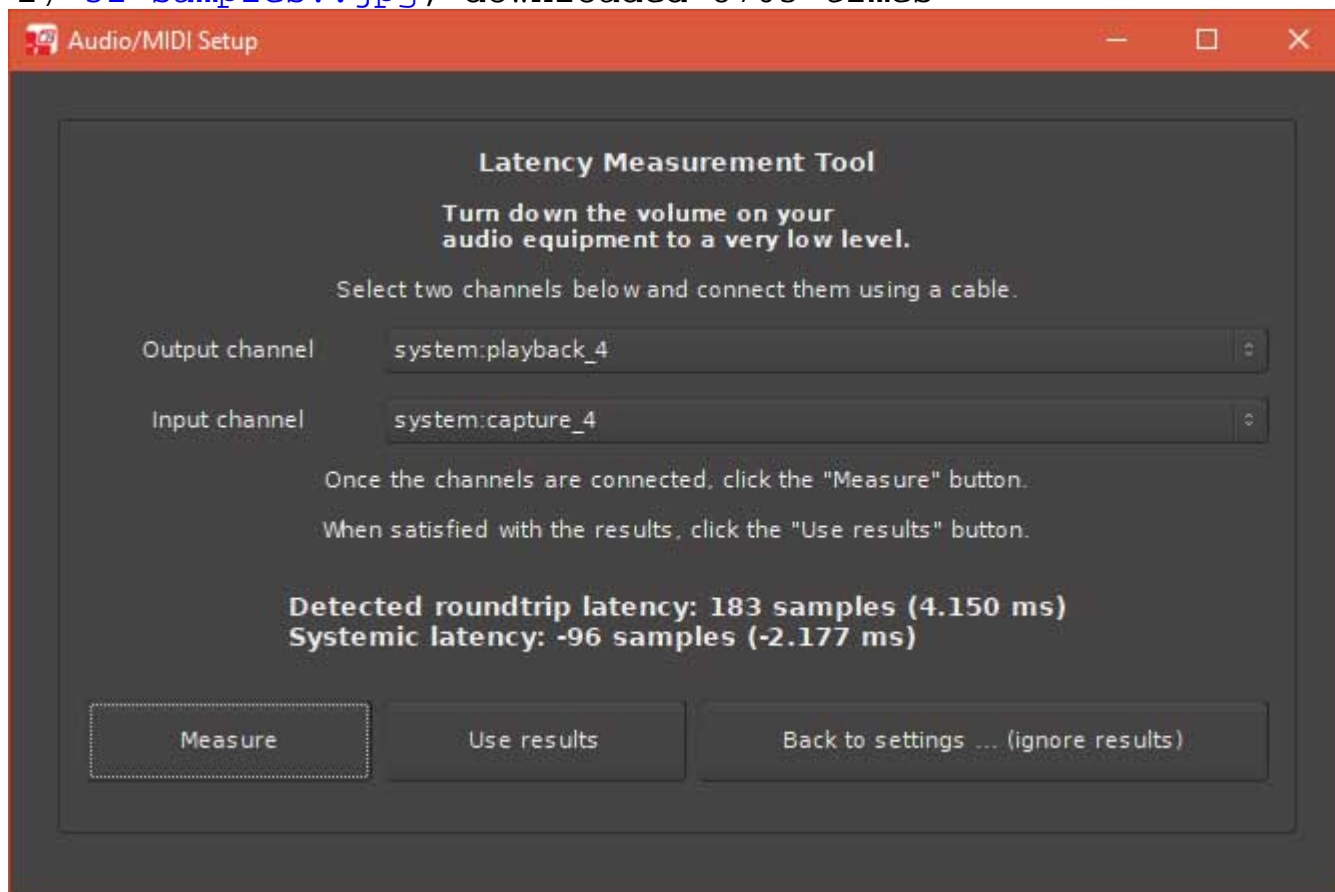 Audio/MIDI Setup
Latency Measurement Tool
Turn down the volume on your
audio equipment to a very low level.
Select two channels below and connect them using a cable.
Output channel system:playback_4
Input channel system:capture_4
Once the channels are connected, click the "Measure" button.
When satisfied with the results, click the "Use results" button.
Detected roundtrip latency: 183 samples (4.150 ms)
Systemic latency: -96 samples (-2.177 ms)
Measure Use results Back to settings ... (ignore results)